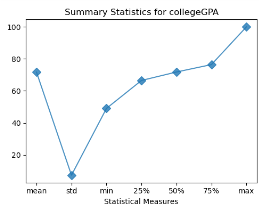 Summary Statistics for collegeGPA
100
80
60
40
20
mean std min 25% 50% 75% max
Statistical Measures